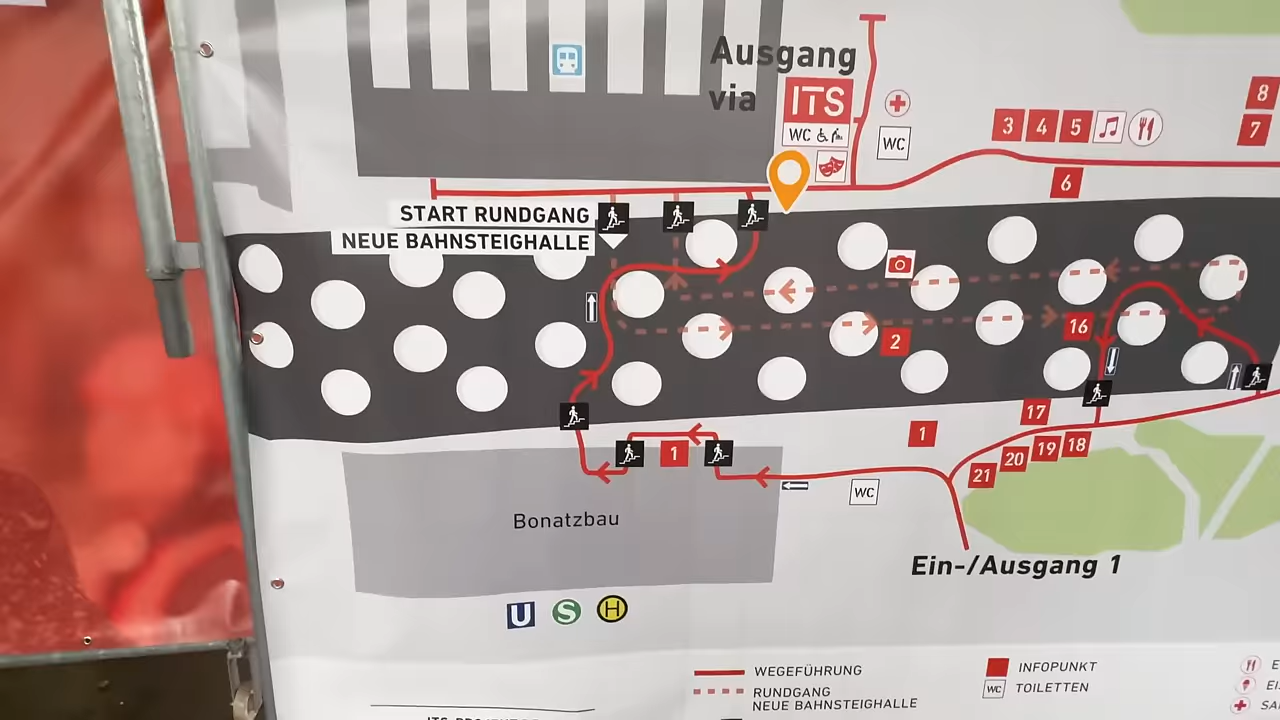 Ausgang
via
ITS
WC
WC
3 4 5
8
7
6
START RUNDGANG
NEUE BAHNSTEIGHALLE
16
2
17
1
18
19
20
21
1
WC
Bonatzbau
Ein-/Ausgang 1
U S H
WEGEFÜHRUNG
RUNDGANG
NEUE BAHNSTEIGHALLE
INFOPUNKT
WC TOILETTEN